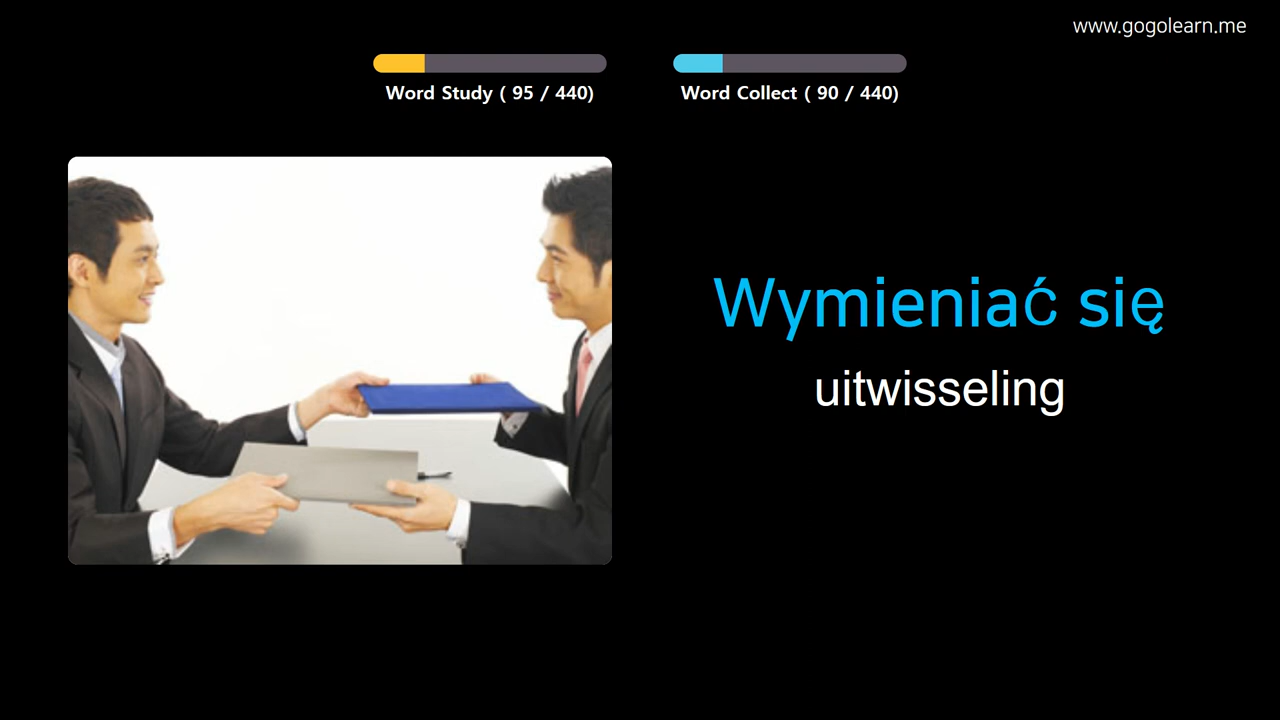 www.gogolearn.me
Word Study ( 95 / 440)
Word Collect ( 90 / 440)
Wymieniać się
uitwisseling